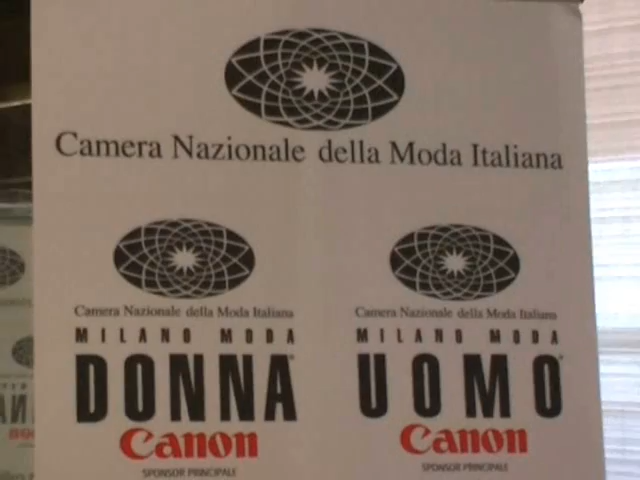 Camera Nazionale della Moda Italiana
Camera Nazionale della Moda Italiana
MILANO MODA
DONNA
Canon
SPONSOR PRINCIPALE
Camera Nazionale della Moda Italiana
MILANO MODA
UOMO
Canon
SPONSOR PRINCIPALE